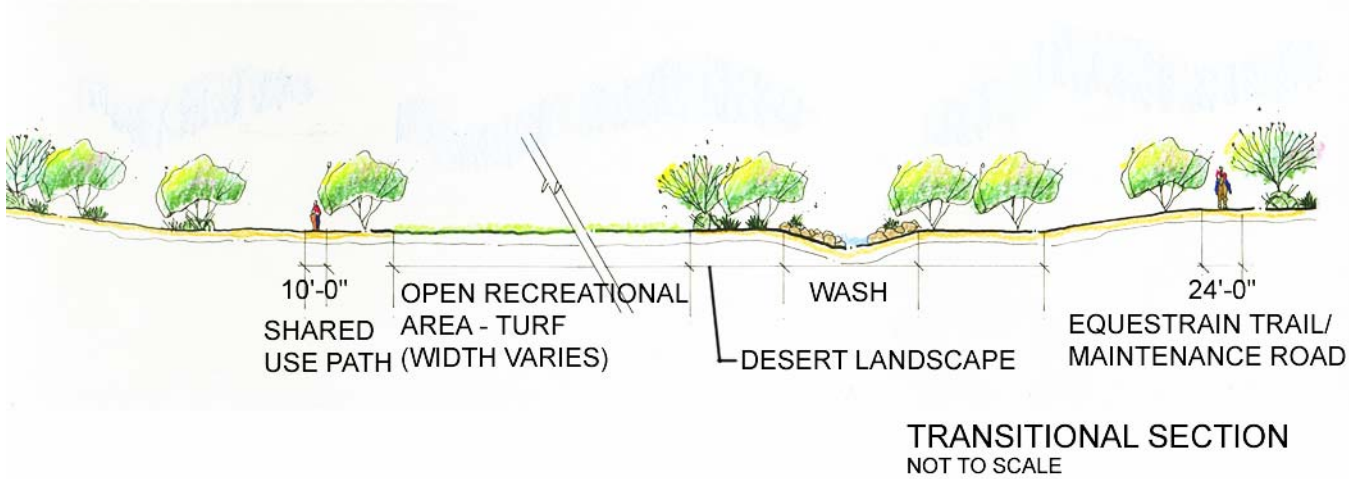 10'-0"
SHARED
USE PATH
OPEN RECREATIONAL
AREA - TURF
(WIDTH VARIES)
DESERT LANDSCAPE
WASH
24'-0"
EQUESTRAIN TRAIL/
MAINTENANCE ROAD
TRANSITIONAL SECTION
NOT TO SCALE